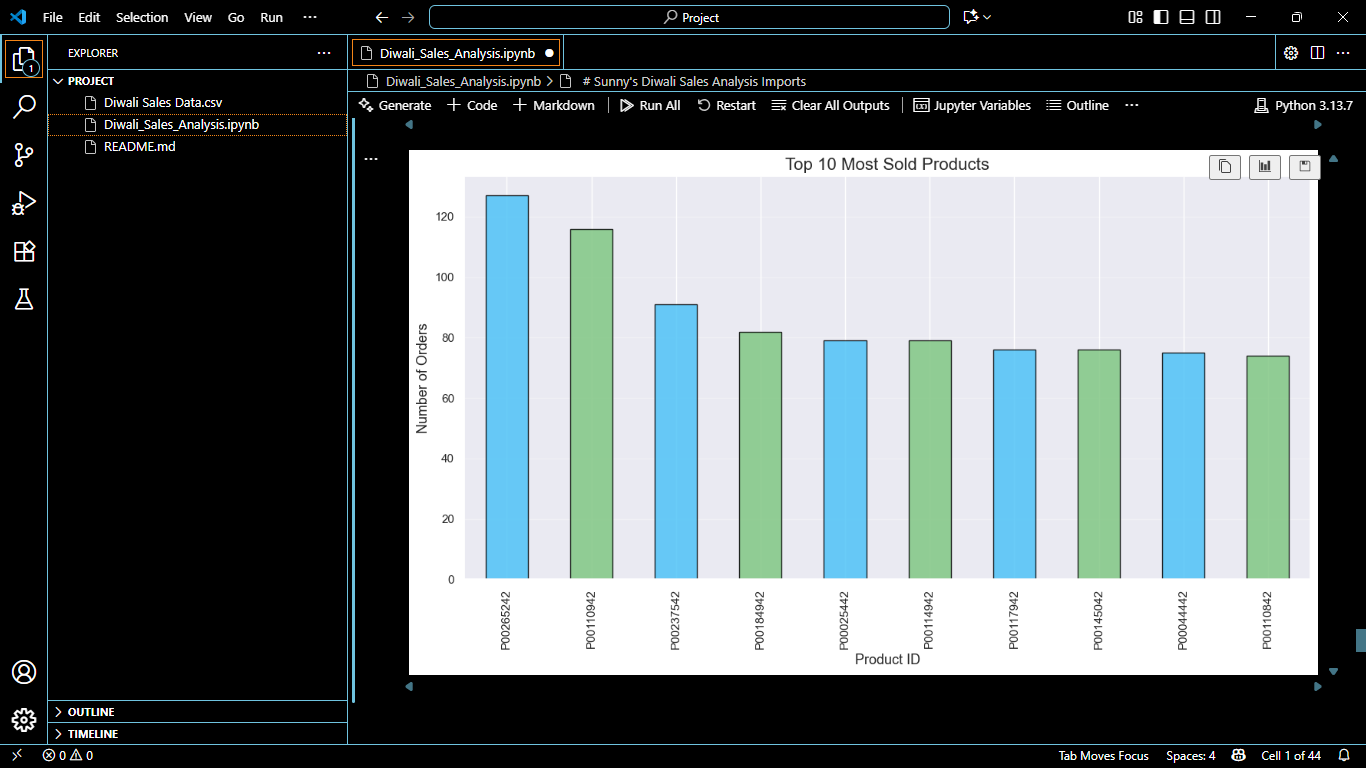 File Edit Selection View Go Run ··· Project
EXPLORER ···
PROJECT
Diwali Sales Data.csv
Diwali_Sales_Analysis.ipynb
README.md
OUTLINE
TIMELINE
1
Diwali_Sales_Analysis.ipynb
Diwali_Sales_Analysis.ipynb > # Sunny's Diwali Sales Analysis Imports
Generate + Code + Markdown Run All Restart Clear All Outputs Jupyter Variables Outline ··· Python 3.13.7
Top 10 Most Sold Products
Number of Orders
120
100
80
60
40
20
0
P00265242 P00110942 P00237542 P00184942 P00025442 P00114942 P00117942 P00145042 P00044442 P00110842
Product ID
0 0 Tab Moves Focus Spaces: 4 Cell 1 of 44